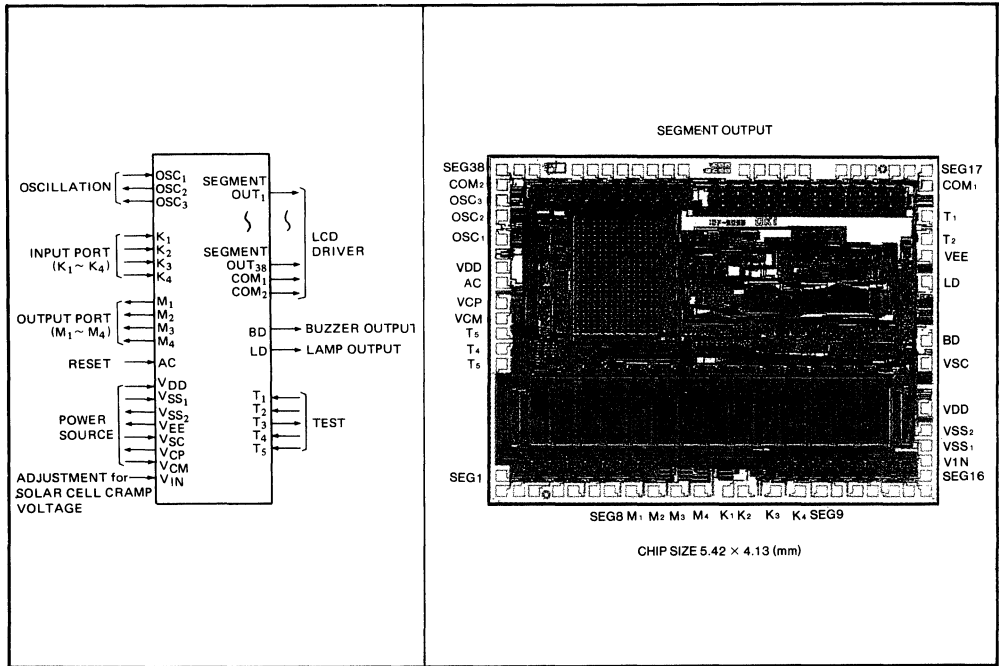 OSCILLATION
OSC1
OSC2
OSC3
INPUT PORT
(K1 ~ K4)
K1
K2
K3
K4
OUTPUT PORT
(M1 ~ M4)
M1
M2
M3
M4
RESET
AC
POWER
SOURCE
VDD
VSS1
VSS2
VEE
VSC
VCP
VCM
ADJUSTMENT for
SOLAR CELL CRAMP
VOLTAGE
VIN
SEGMENT
OUT1
SEGMENT
OUT38
COM1
COM2
LCD
DRIVER
BD
BUZZER OUTPUT
LD
LAMP OUTPUT
T1
T2
T3
T4
T5
TEST
SEGMENT OUTPUT
SEG38
COM2
OSC3
OSC2
OSC1
VDD
AC
VCP
VCM
T5
T4
T5
SEG1
SEG17
COM1
T1
T2
VEE
LD
BD
VSC
VDD
VSS2
VSS1
V1N
SEG16
SEG8 M1 M2 M3 M4 K1 K2 K3 K4 SEG9
CHIP SIZE 5.42 × 4.13 (mm)